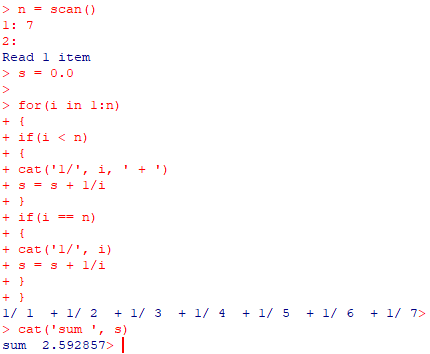 > n = scan()
1: 7
2:
Read 1 item
> s = 0.0
>
> for(i in 1:n)
+ {
+ if(i < n)
+ {
+ cat('1/', i, ' + ')
+ s = s + 1/i
+ }
+ if(i == n)
+ {
+ cat('1/', i)
+ s = s + 1/i
+ }
+ }
1/ 1  + 1/ 2  + 1/ 3  + 1/ 4  + 1/ 5  + 1/ 6  + 1/ 7>
> cat('sum ', s)
sum  2.592857>